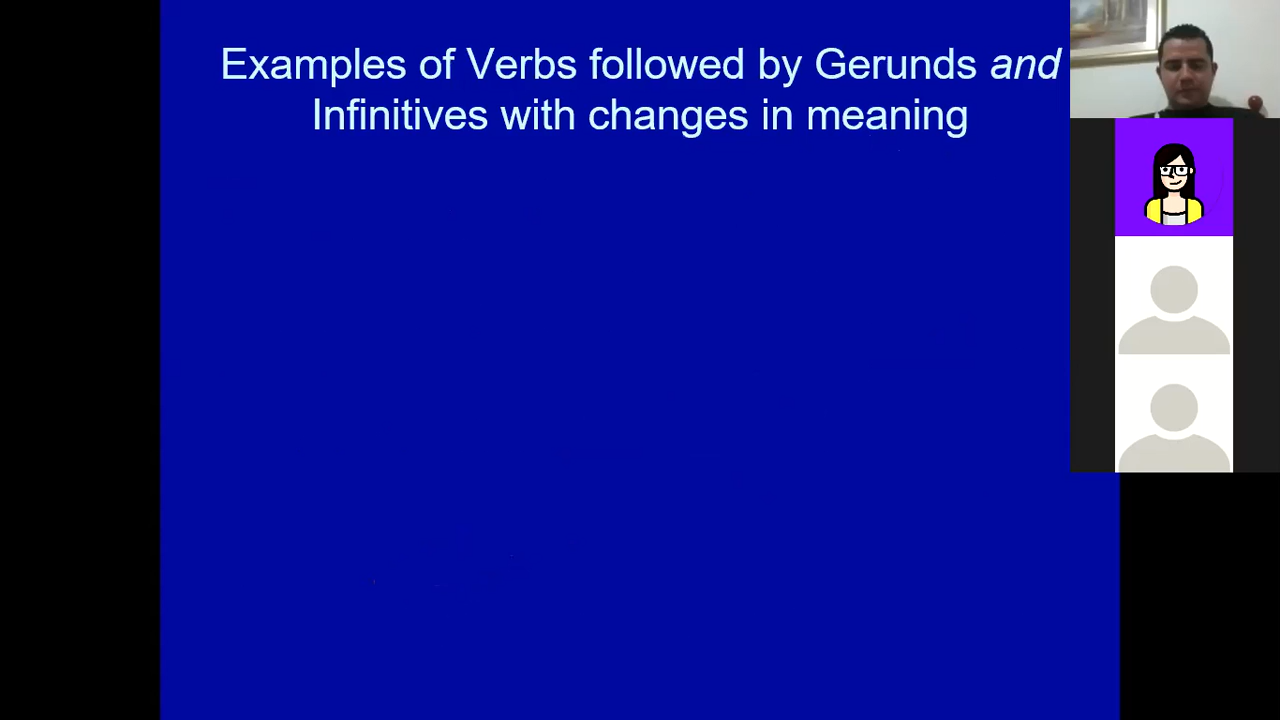 Examples of Verbs followed by Gerunds and
Infinitives with changes in meaning